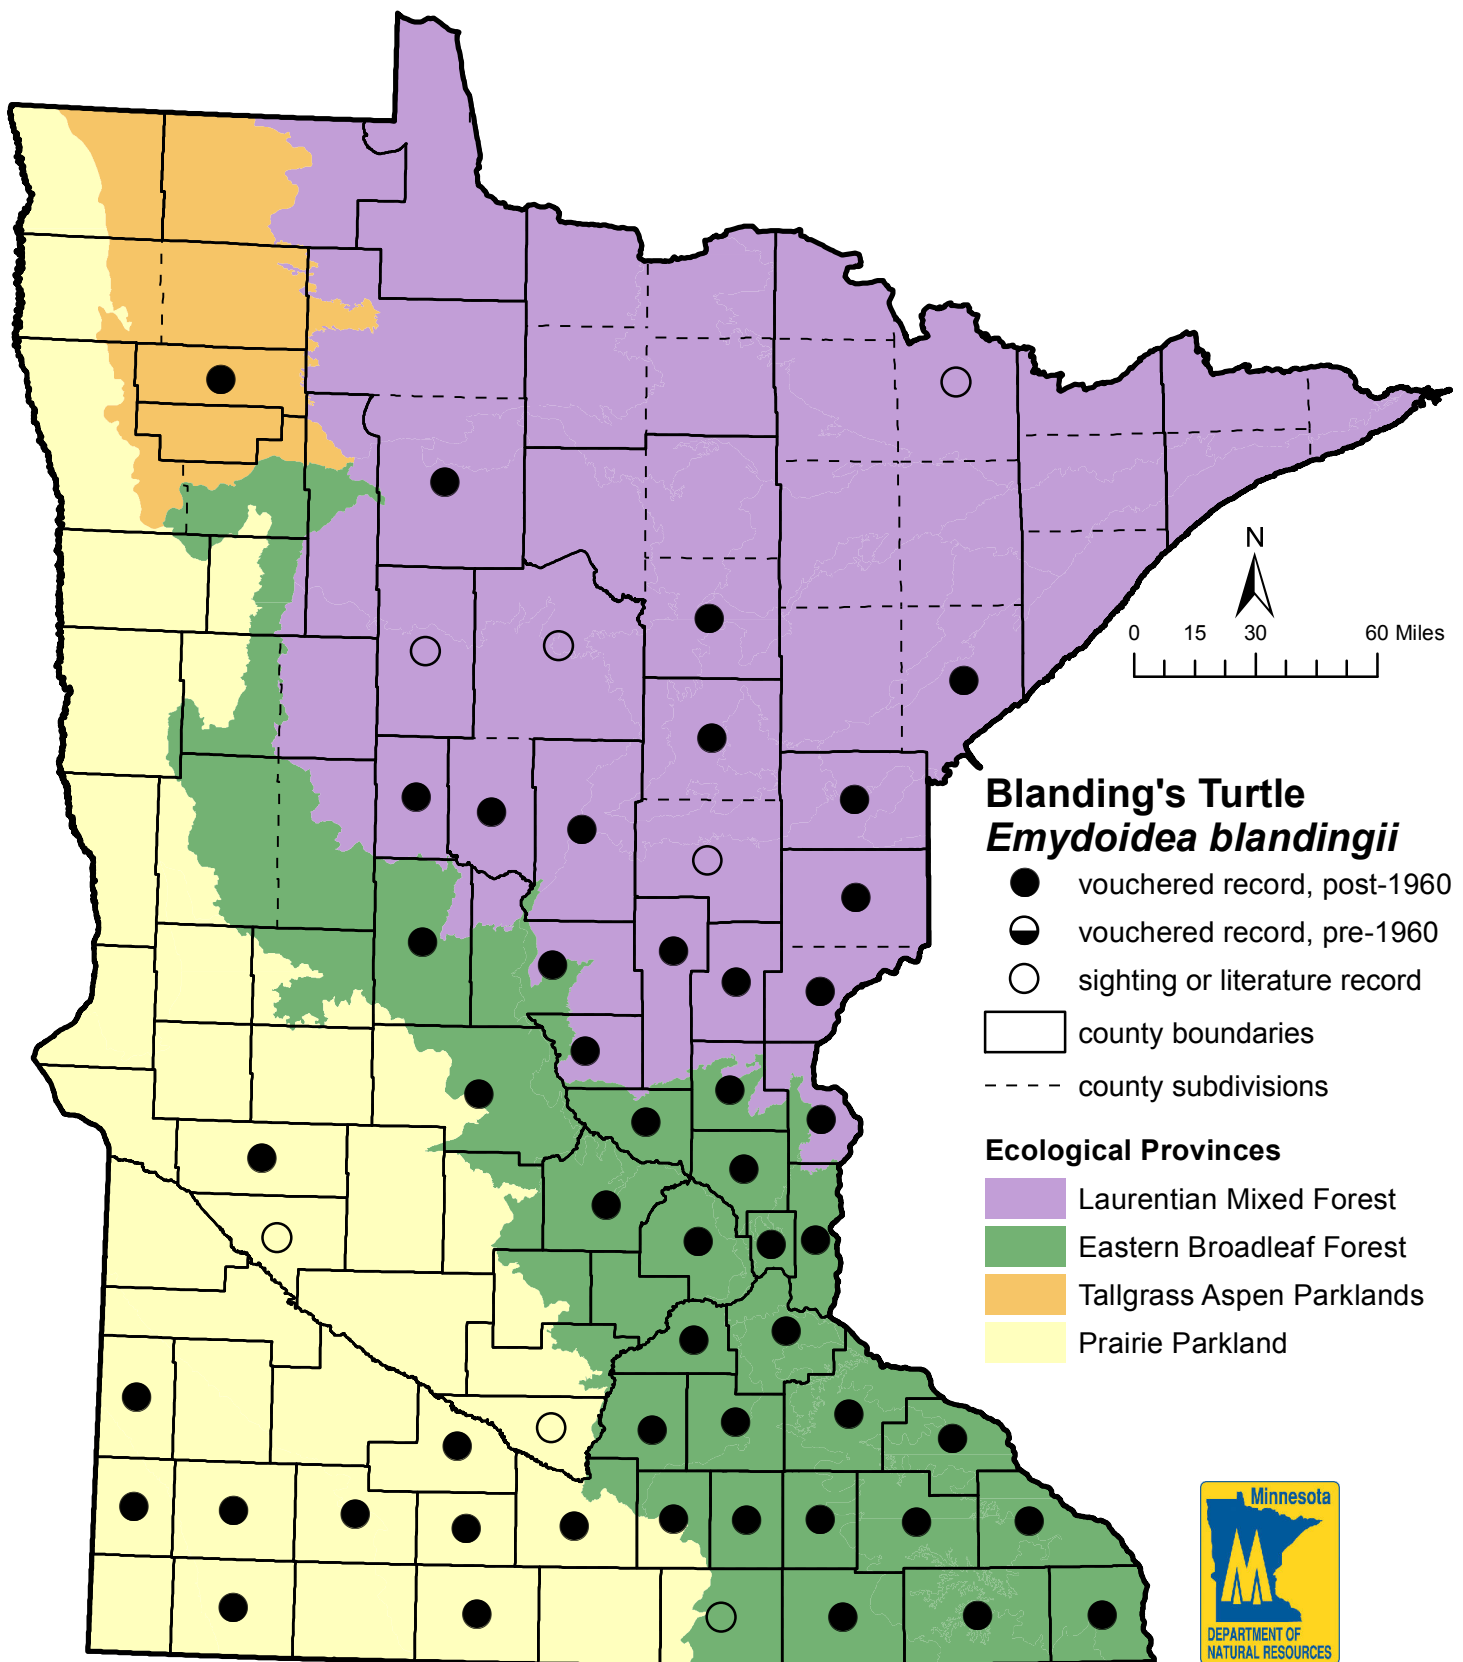 N
0 15 30 60 Miles
Blanding's Turtle
Emydoidea blandingii
vouchered record, post-1960
vouchered record, pre-1960
sighting or literature record
county boundaries
county subdivisions
Ecological Provinces
Laurentian Mixed Forest
Eastern Broadleaf Forest
Tallgrass Aspen Parklands
Prairie Parkland
Minnesota
DEPARTMENT OF
NATURAL RESOURCES